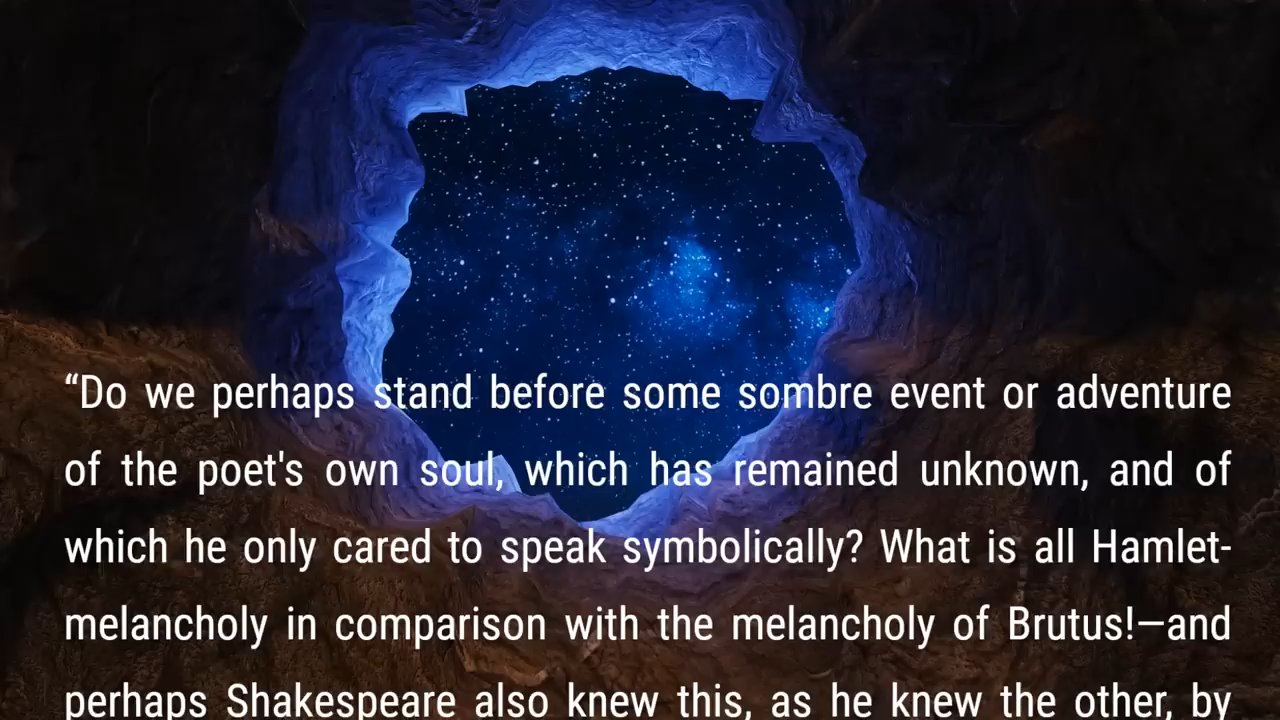 “Do we perhaps stand before some sombre event or adventure
of the poet's own soul, which has remained unknown, and of
which he only cared to speak symbolically? What is all Hamlet-
melancholy in comparison with the melancholy of Brutus!—and
perhaps Shakespeare also knew this, as he knew the other, by